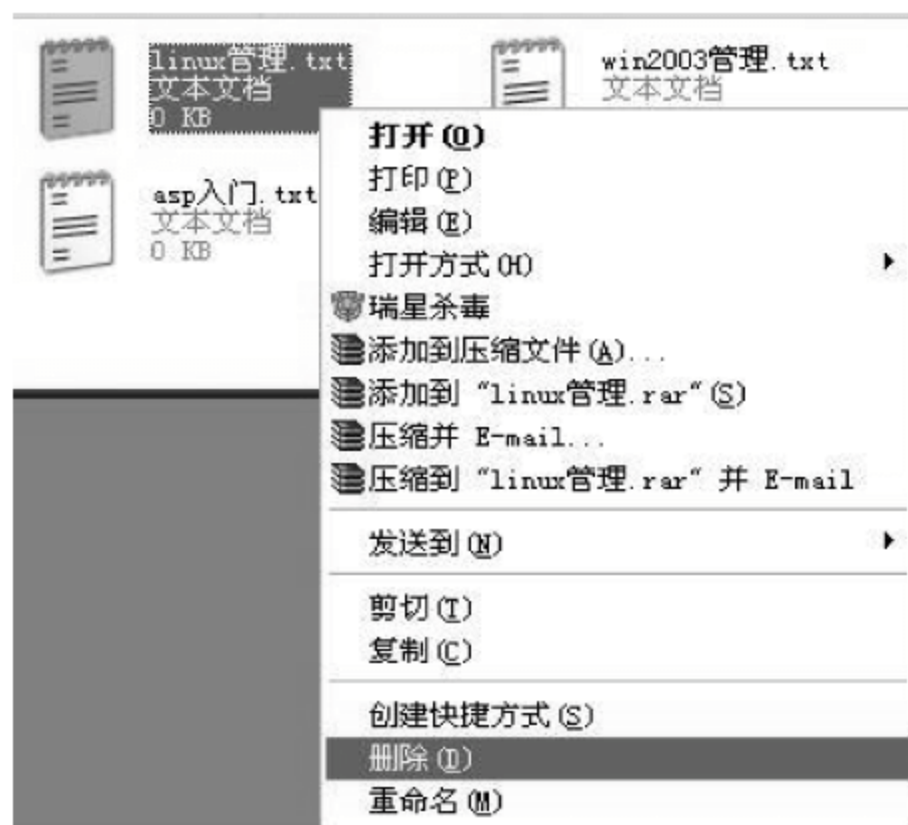 linux管理.txt
文本文档
0 KB
win2003管理.txt
文本文档
asp入门.txt
文本文档
0 KB
打开(O)
打印(P)
编辑(E)
打开方式(H)
瑞星杀毒
添加到压缩文件(A)...
添加到 "linux管理.rar"(S)
压缩并 E-mail...
压缩到 "linux管理.rar" 并 E-mail
发送到(N)
剪切(T)
复制(C)
创建快捷方式(S)
删除(D)
重命名(M)